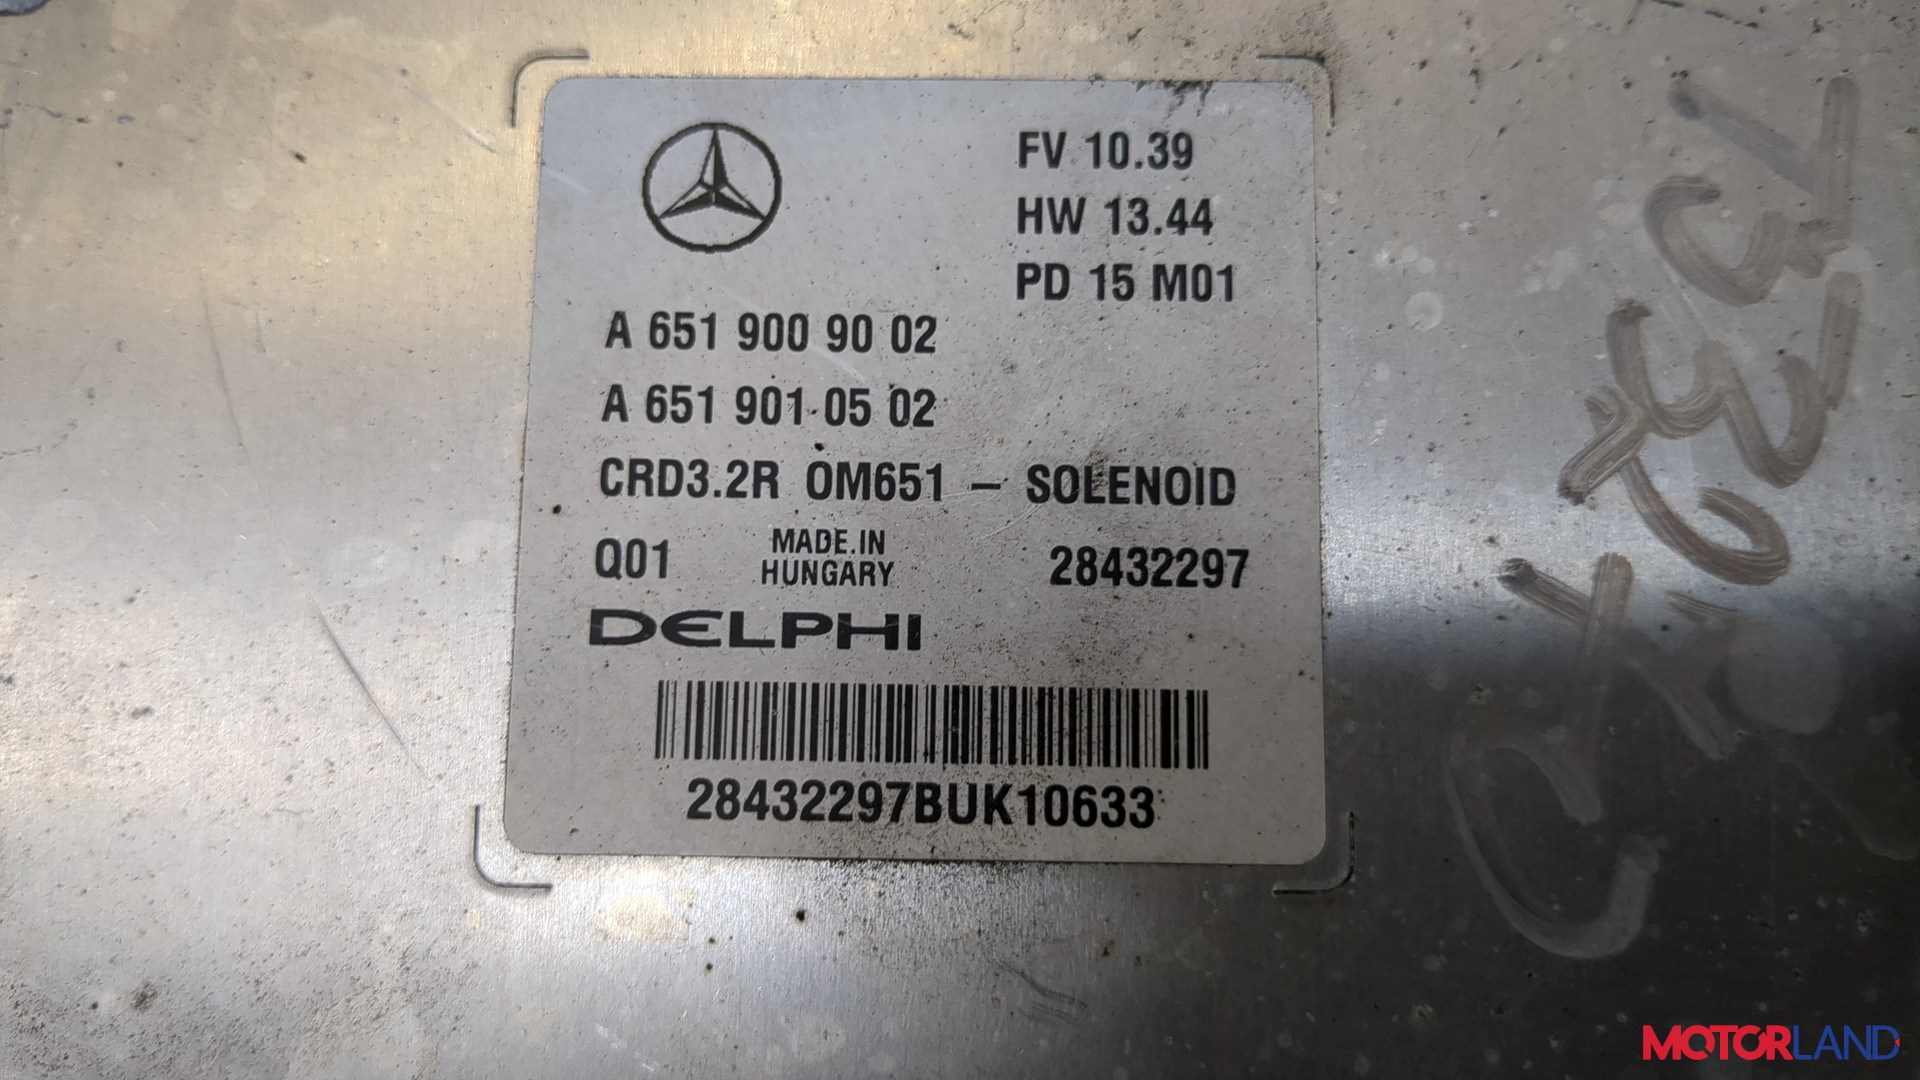 FV 10.39
HW 13.44
PD 15 M01
A 651 900 90 02
A 651 901 05 02
CRD3.2R OM651 – SOLENOID
Q01 MADE.IN HUNGARY 28432297
DELPHI
28432297BUK10633
MOTORLAND